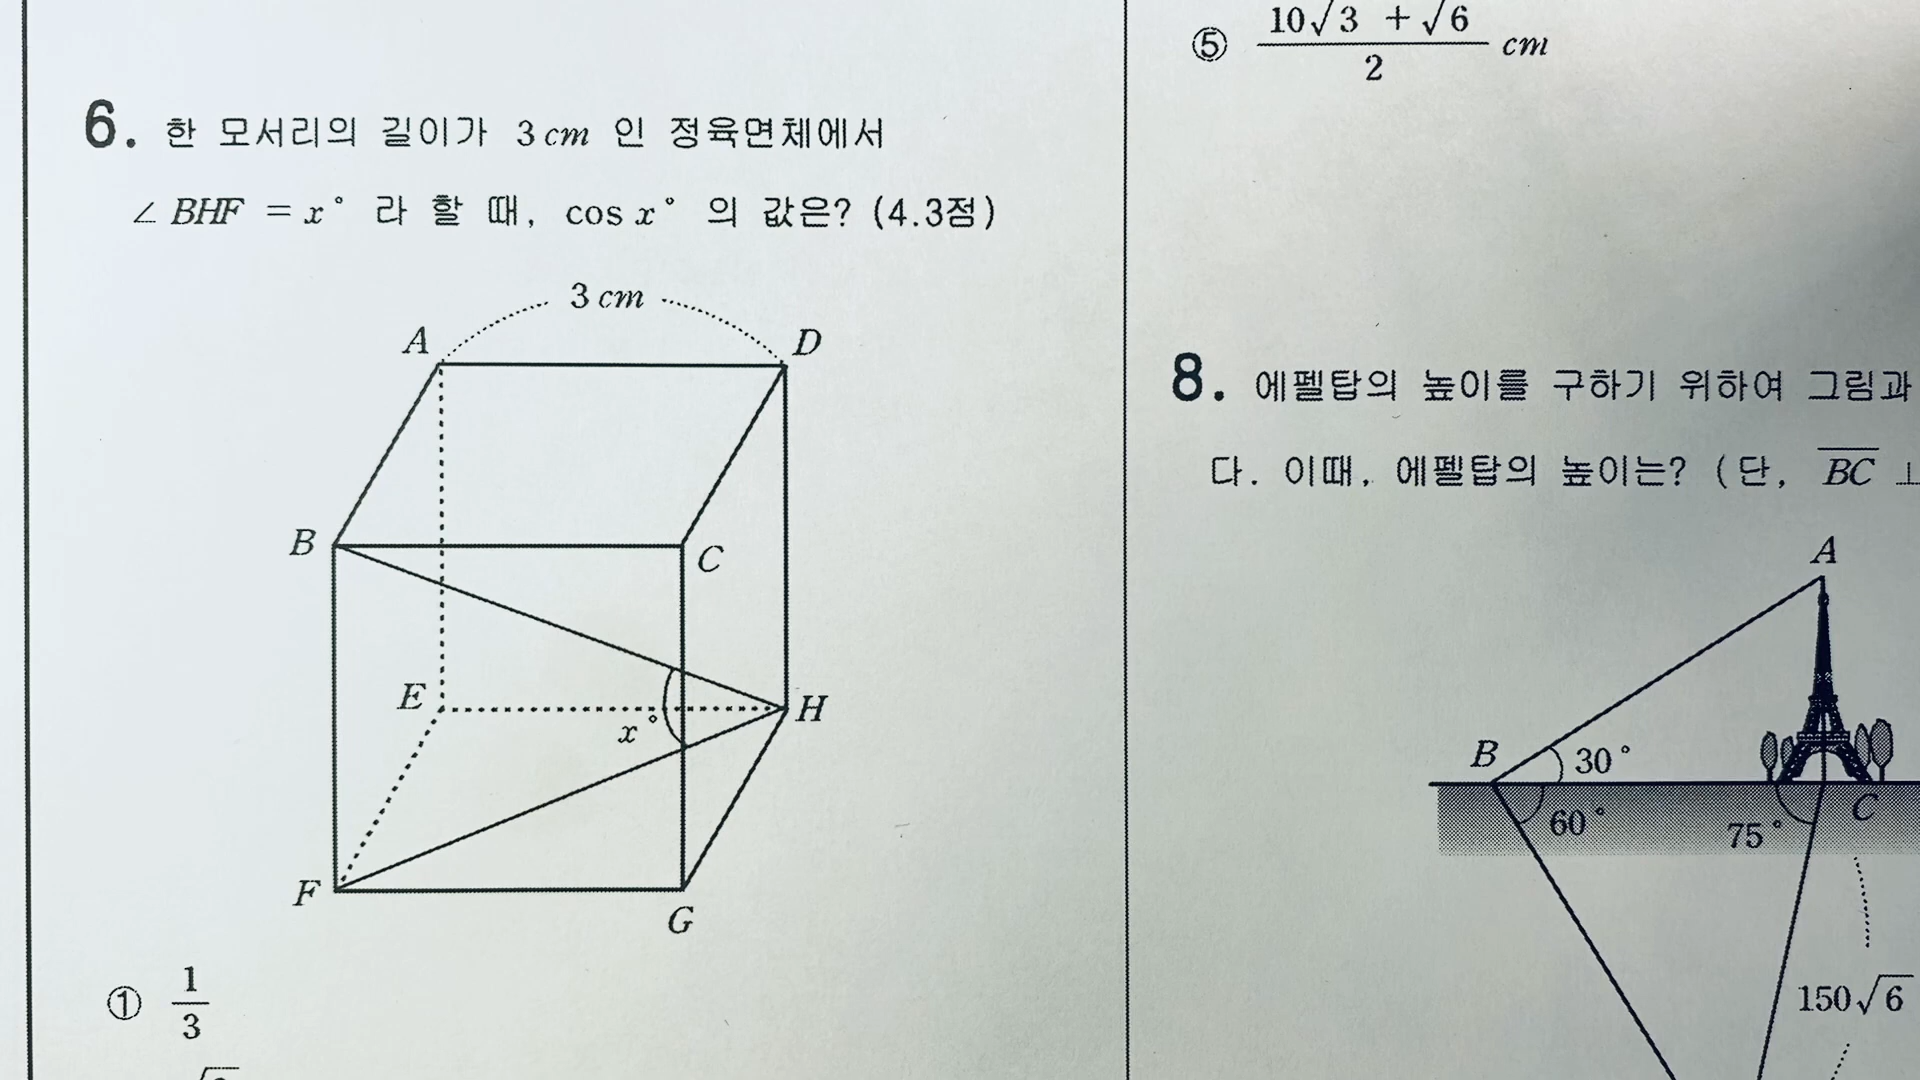 6. 한 모서리의 길이가 3 cm 인 정육면체에서
∠ BHF = x° 라 할 때, cos x° 의 값은? (4.3점)
3 cm
A
D
B
C
E
H
x°
F
G
① 1/3
⑤ (10√3 + √6)/2 cm
8. 에펠탑의 높이를 구하기 위하여 그림과
다. 이때, 에펠탑의 높이는? (단, BC ⊥
A
B
30°
60°
75°
C
150√6